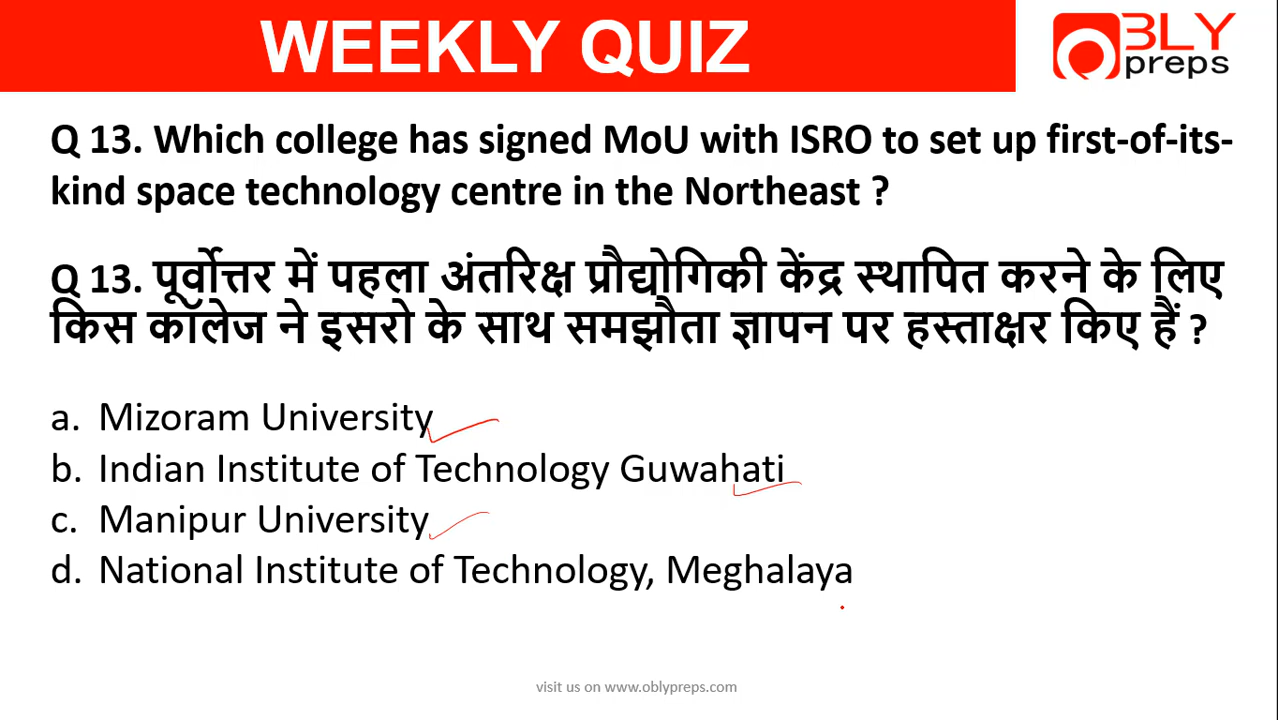 WEEKLY QUIZ
OBLY
preps
Q 13. Which college has signed MoU with ISRO to set up first-of-its-
kind space technology centre in the Northeast ?
Q 13. पूर्वोत्तर में पहला अंतरिक्ष प्रौद्योगिकी केंद्र स्थापित करने के लिए
किस कॉलेज ने इसरो के साथ समझौता ज्ञापन पर हस्ताक्षर किए हैं ?
a. Mizoram University
b. Indian Institute of Technology Guwahati
c. Manipur University
d. National Institute of Technology, Meghalaya
visit us on www.oblypreps.com